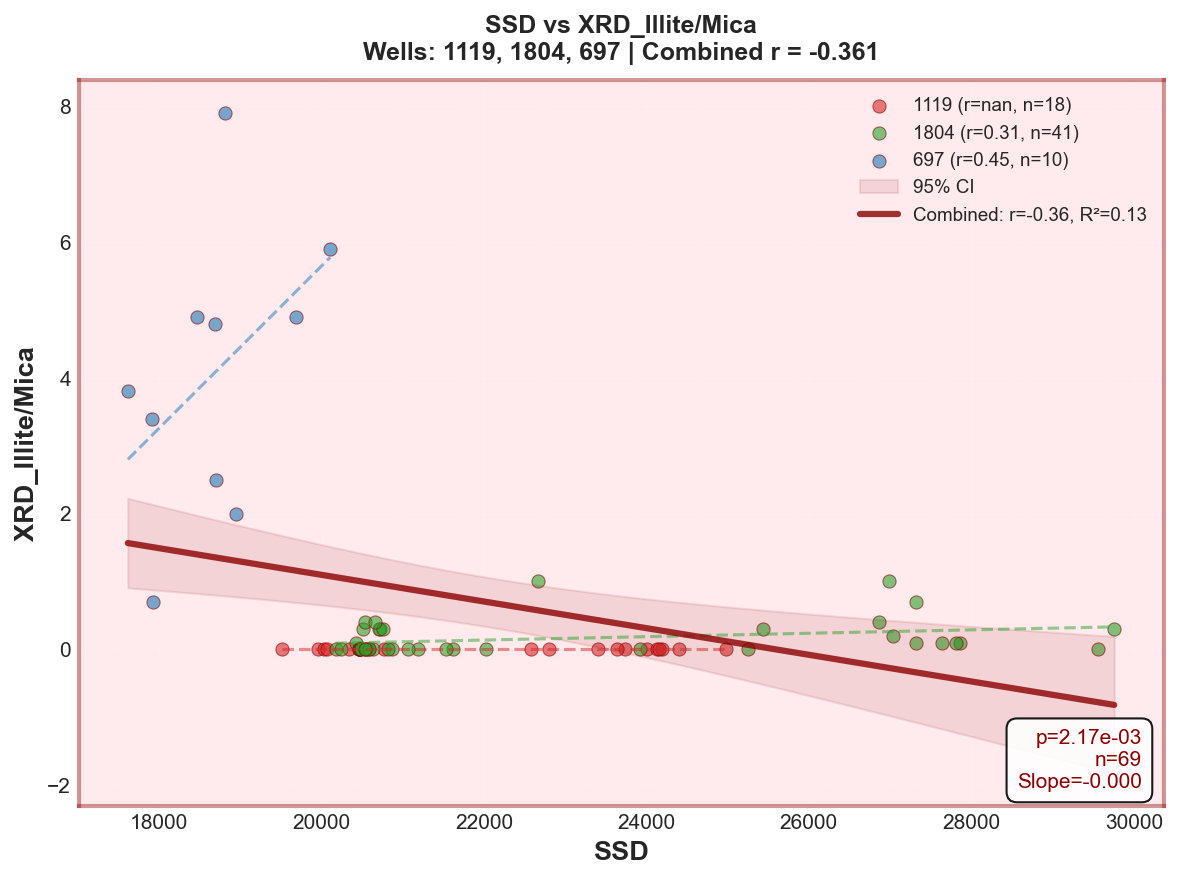 SSD vs XRD_Illite/Mica
Wells: 1119, 1804, 697 | Combined r = -0.361
1119 (r=nan, n=18)
1804 (r=0.31, n=41)
697 (r=0.45, n=10)
95% CI
Combined: r=-0.36, R²=0.13
XRD_Illite/Mica
8
6
4
2
0
−2
p=2.17e-03
n=69
Slope=-0.000
18000 20000 22000 24000 26000 28000 30000
SSD